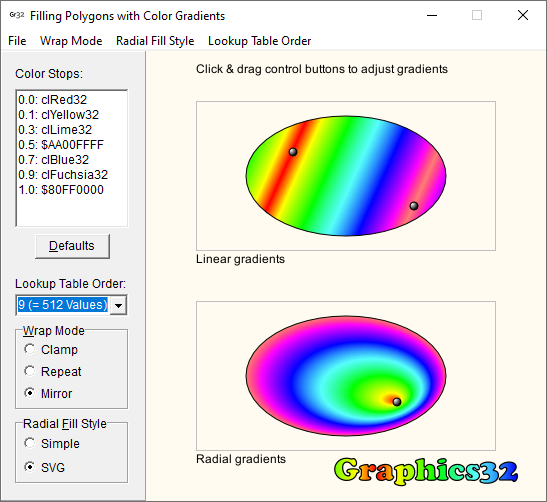 Gr32 Filling Polygons with Color Gradients
File Wrap Mode Radial Fill Style Lookup Table Order
Color Stops:
0.0: clRed32
0.1: clYellow32
0.3: clLime32
0.5: $AA00FFFF
0.7: clBlue32
0.9: clFuchsia32
1.0: $80FF0000
Defaults
Lookup Table Order:
9 (= 512 Values)
Wrap Mode
Clamp
Repeat
Mirror
Radial Fill Style
Simple
SVG
Click & drag control buttons to adjust gradients
Linear gradients
Radial gradients
Graphics32